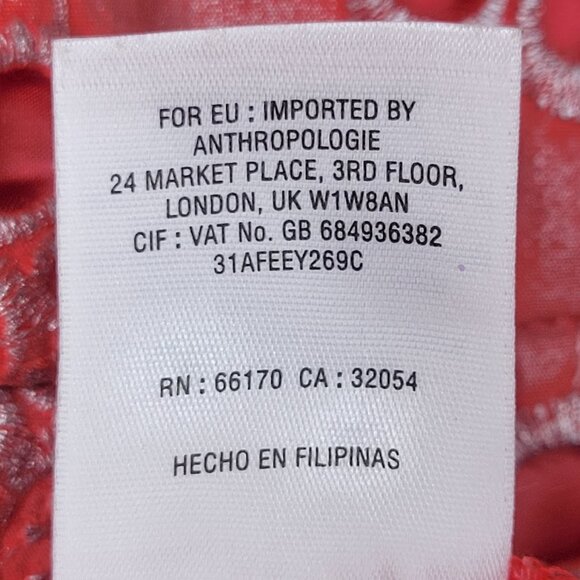 FOR EU : IMPORTED BY
ANTHROPOLOGIE
24 MARKET PLACE, 3RD FLOOR,
LONDON, UK W1W8AN
CIF : VAT No. GB 684936382
31AFEEY269C
RN : 66170 CA : 32054
HECHO EN FILIPINAS